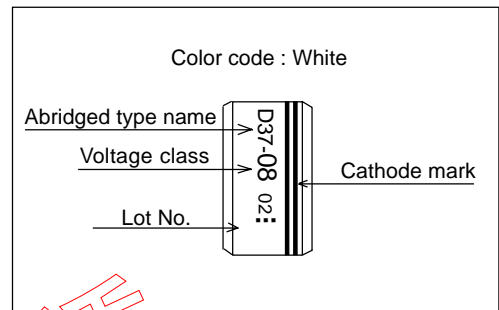 Color code : White
Abridged type name
Voltage class
Lot No.
D37-08 02
Cathode mark